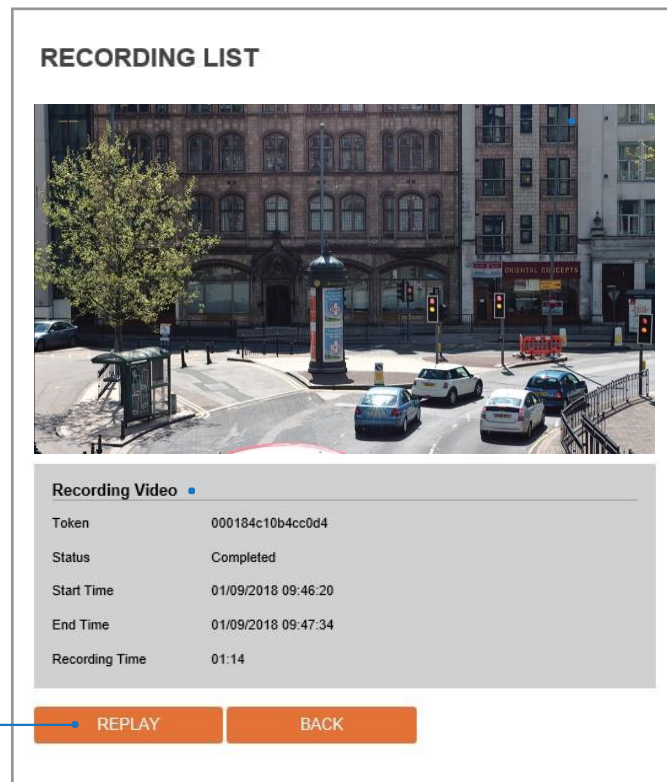 RECORDING LIST
ORIENTAL CONCEPTS
Recording Video
Token 000184c10b4cc0d4
Status Completed
Start Time 01/09/2018 09:46:20
End Time 01/09/2018 09:47:34
Recording Time 01:14
REPLAY BACK